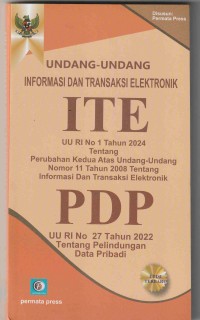 Disusun:
Permata Press
UNDANG-UNDANG
INFORMASI DAN TRANSAKSI ELEKTRONIK
ITE
UU RI No 1 Tahun 2024
Tentang
Perubahan Kedua Atas Undang-Undang
Nomor 11 Tahun 2008 Tentang
Informasi Dan Transaksi Elektronik
PDP
UU RI No 27 Tahun 2022
Tentang Pelindungan
Data Pribadi
permata press